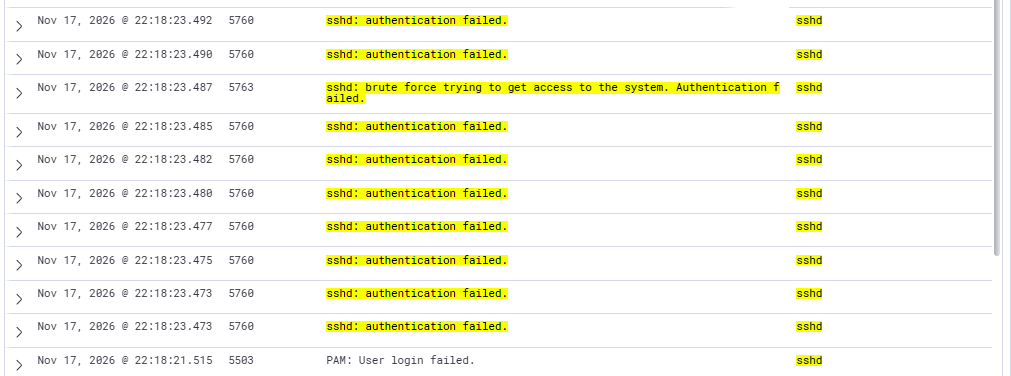 Nov 17, 2026 @ 22:18:23.492 5760 sshd: authentication failed. sshd
Nov 17, 2026 @ 22:18:23.490 5760 sshd: authentication failed. sshd
Nov 17, 2026 @ 22:18:23.487 5763 sshd: brute force trying to get access to the system. Authentication f sshd
ailed.
Nov 17, 2026 @ 22:18:23.485 5760 sshd: authentication failed. sshd
Nov 17, 2026 @ 22:18:23.482 5760 sshd: authentication failed. sshd
Nov 17, 2026 @ 22:18:23.480 5760 sshd: authentication failed. sshd
Nov 17, 2026 @ 22:18:23.477 5760 sshd: authentication failed. sshd
Nov 17, 2026 @ 22:18:23.475 5760 sshd: authentication failed. sshd
Nov 17, 2026 @ 22:18:23.473 5760 sshd: authentication failed. sshd
Nov 17, 2026 @ 22:18:23.473 5760 sshd: authentication failed. sshd
Nov 17, 2026 @ 22:18:21.515 5503 PAM: User login failed. sshd